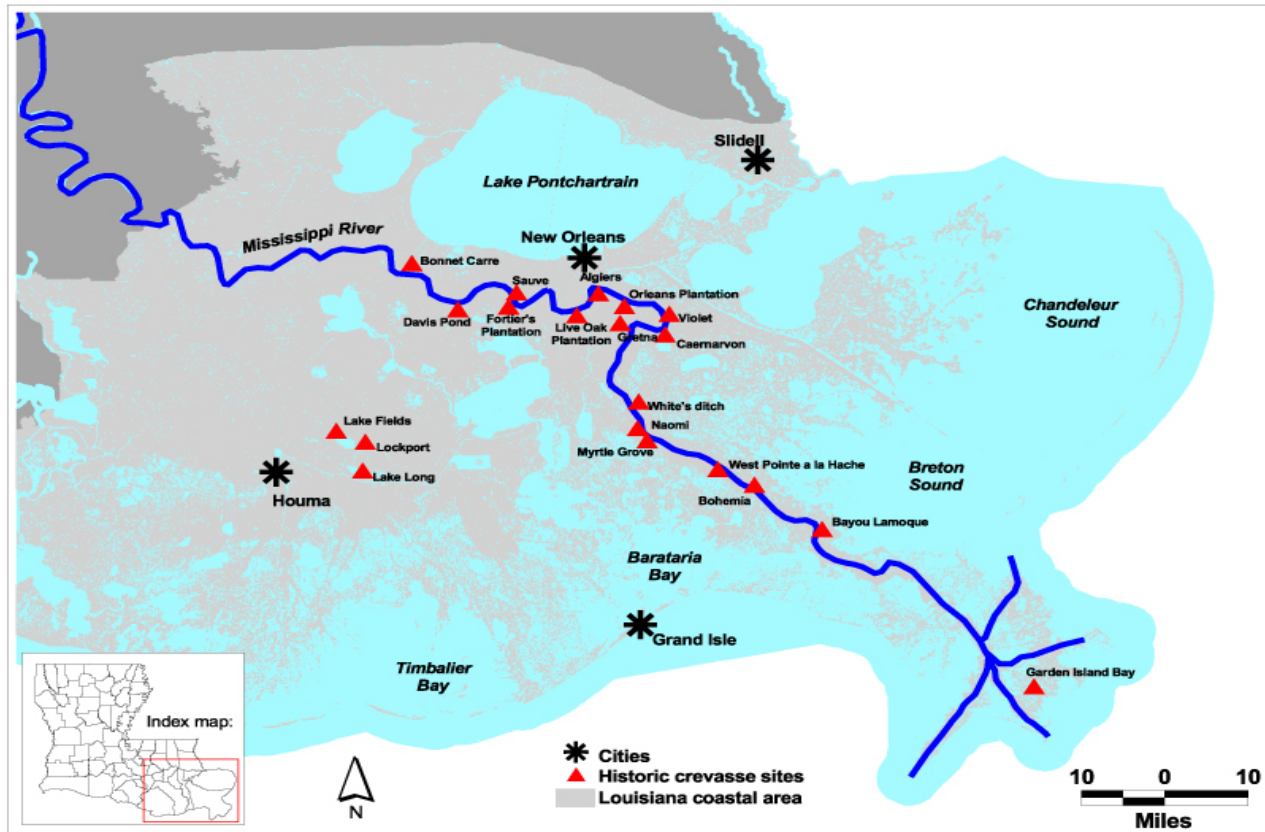 Slidell
Lake Pontchartrain
New Orleans
Mississippi River
Bonnet Carre
Sauve
Algiers
Orleans Plantation
Chandeleur
Sound
Davis Pond
Fortier's
Plantation
Live Oak
Plantation
Gretna
Violet
Caernarvon
White's ditch
Naomi
Myrtle Grove
Lake Fields
Lockport
Lake Long
Houma
West Pointe a la Hache
Bohemia
Breton
Sound
Bayou Lamoque
Barataria
Bay
Grand Isle
Timbalier
Bay
Garden Island Bay
Index map:
N
Cities
Historic crevasse sites
Louisiana coastal area
10 0 10
Miles